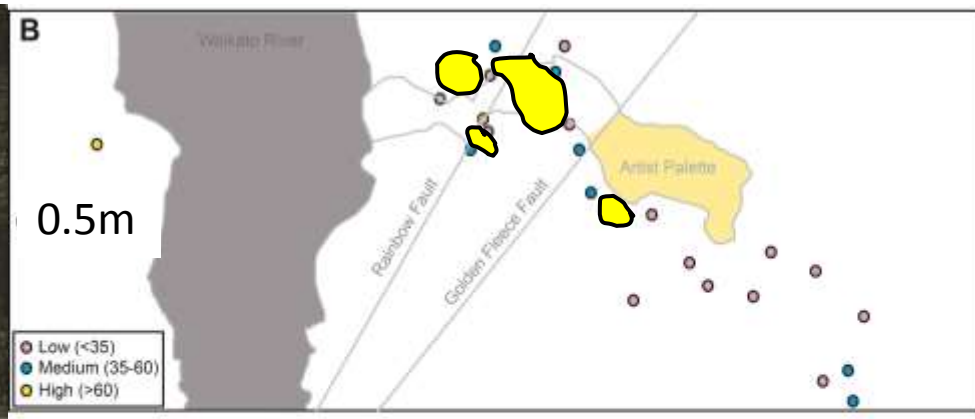 B
Waikato River
Artist Palette
0.5m
Rainbow Fault
Golden Fleece Fault
Low (<35)
Medium (35-60)
High (>60)